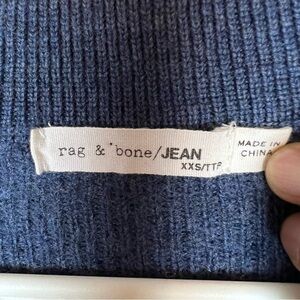 rag & bone/JEAN
XXS/TTP
MADE IN
CHINA